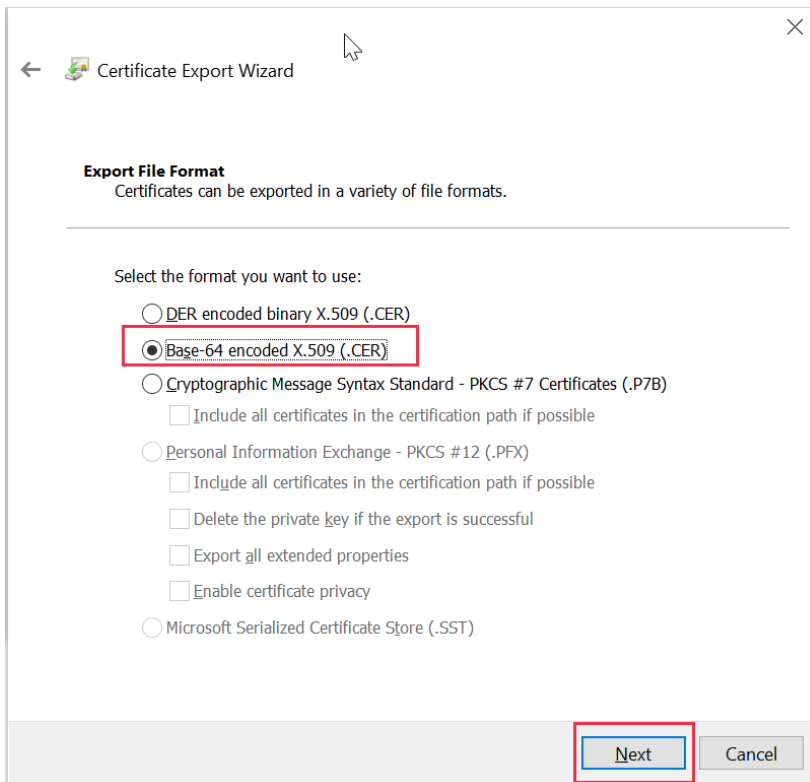 Certificate Export Wizard
Export File Format
Certificates can be exported in a variety of file formats.
Select the format you want to use:
DER encoded binary X.509 (.CER)
Base-64 encoded X.509 (.CER)
Cryptographic Message Syntax Standard - PKCS #7 Certificates (.P7B)
Include all certificates in the certification path if possible
Personal Information Exchange - PKCS #12 (.PFX)
Include all certificates in the certification path if possible
Delete the private key if the export is successful
Export all extended properties
Enable certificate privacy
Microsoft Serialized Certificate Store (.SST)
Next Cancel